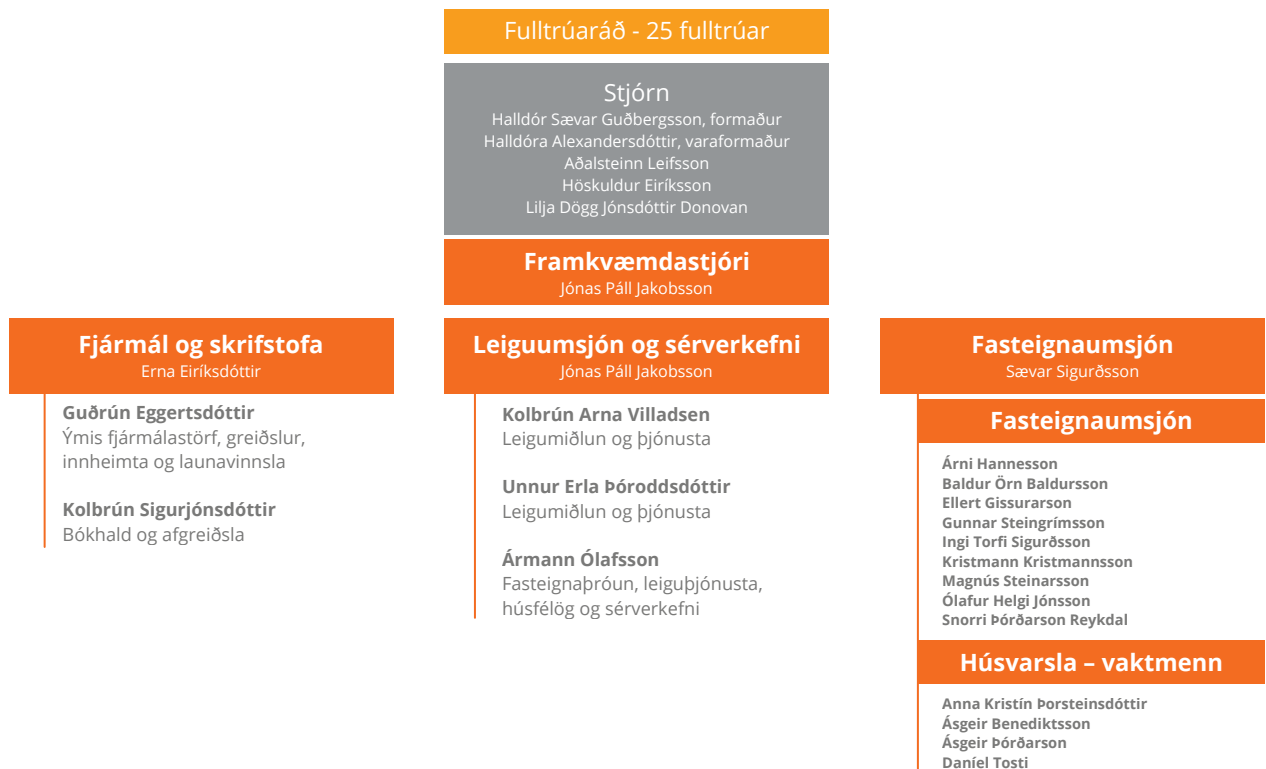 Fulltrúaráð - 25 fulltrúar
Stjórn
Halldór Sævar Guðbergsson, formaður
Halldóra Alexandersdóttir, varaformaður
Aðalsteinn Leifsson
Höskuldur Eiríksson
Lilja Dögg Jónsdóttir Donovan
Framkvæmdastjóri
Jónas Páll Jakobsson
Fjármál og skrifstofa
Erna Eiríksdóttir
Guðrún Eggertsdóttir
Ýmis fjármálastörf, greiðslur,
innheimta og launavinnsla
Kolbrún Sigurjónsdóttir
Bókhald og afgreiðsla
Leiguumsjón og sérverkefni
Jónas Páll Jakobsson
Kolbrún Arna Villadsen
Leigumiðlun og þjónusta
Unnur Erla Þóroddsdóttir
Leigumiðlun og þjónusta
Ármann Ólafsson
Fasteignaþróun, leiguþjónusta,
húsfélög og sérverkefni
Fasteignaumsjón
Sævar Sigurðsson
Fasteignaumsjón
Árni Hannesson
Baldur Örn Baldursson
Ellert Gissurarson
Gunnar Steingrímsson
Ingi Torfi Sigurðsson
Kristmann Kristmannsson
Magnús Steinarsson
Ólafur Helgi Jónsson
Snorri Þórðarson Reykdal
Húsvarsla – vaktmenn
Anna Kristín Þorsteinsdóttir
Ásgeir Benediktsson
Ásgeir Þórðarson
Daníel Tosti